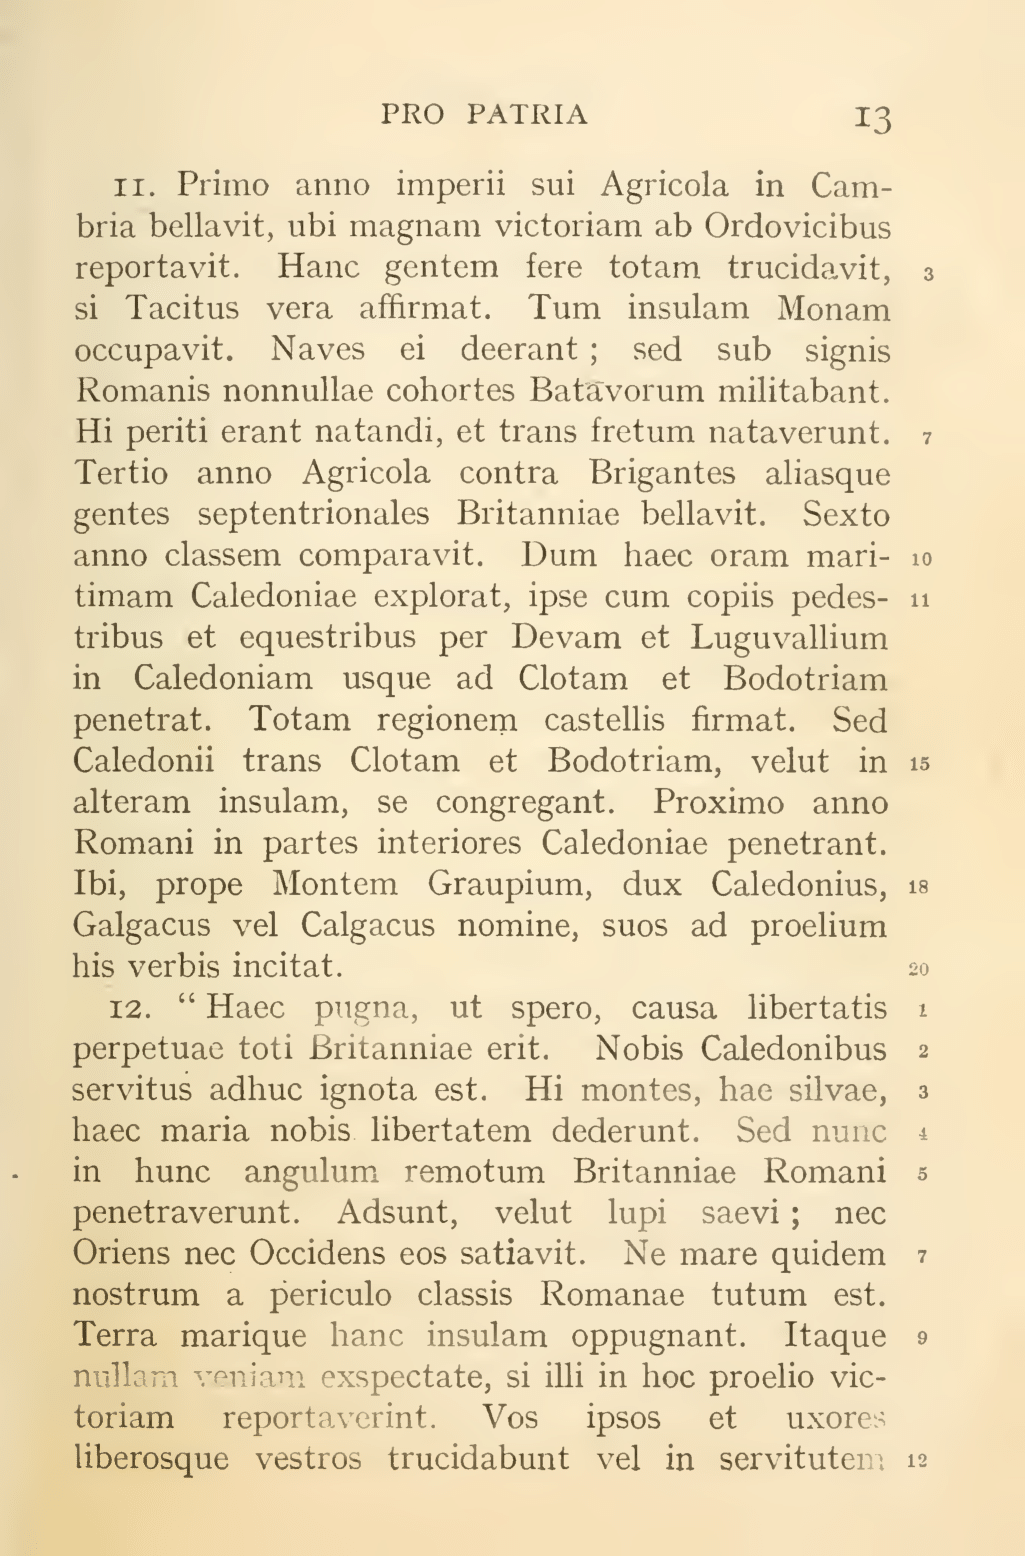 PRO PATRIA 13
11. Primo anno imperii sui Agricola in Cam-
bria bellavit, ubi magnam victoriam ab Ordovicibus
reportavit. Hanc gentem fere totam trucidavit, 3
si Tacitus vera affirmat. Tum insulam Monam
occupavit. Naves ei deerant ; sed sub signis
Romanis nonnullae cohortes Batavorum militabant.
Hi periti erant natandi, et trans fretum nataverunt. 7
Tertio anno Agricola contra Brigantes aliasque
gentes septentrionales Britanniae bellavit. Sexto
anno classem comparavit. Dum haec oram mari- 10
timam Caledoniae explorat, ipse cum copiis pedes- 11
tribus et equestribus per Devam et Luguvallium
in Caledoniam usque ad Clotam et Bodotriam
penetrat. Totam regionem castellis firmat. Sed
Caledonii trans Clotam et Bodotriam, velut in 15
alteram insulam, se congregant. Proximo anno
Romani in partes interiores Caledoniae penetrant.
Ibi, prope Montem Graupium, dux Caledonius, 18
Galgacus vel Calgacus nomine, suos ad proelium
his verbis incitat. 20
12. “ Haec pugna, ut spero, causa libertatis 1
perpetuae toti Britanniae erit. Nobis Caledonibus 2
servitus adhuc ignota est. Hi montes, hae silvae, 3
haec maria nobis libertatem dederunt. Sed nunc 4
in hunc angulum remotum Britanniae Romani 5
penetraverunt. Adsunt, velut lupi saevi ; nec
Oriens nec Occidens eos satiavit. Ne mare quidem 7
nostrum a periculo classis Romanae tutum est.
Terra marique hanc insulam oppugnant. Itaque 9
nullam veniam exspectate, si illi in hoc proelio vic-
toriam reportaverint. Vos ipsos et uxores
liberosque vestros trucidabunt vel in servitutem 12